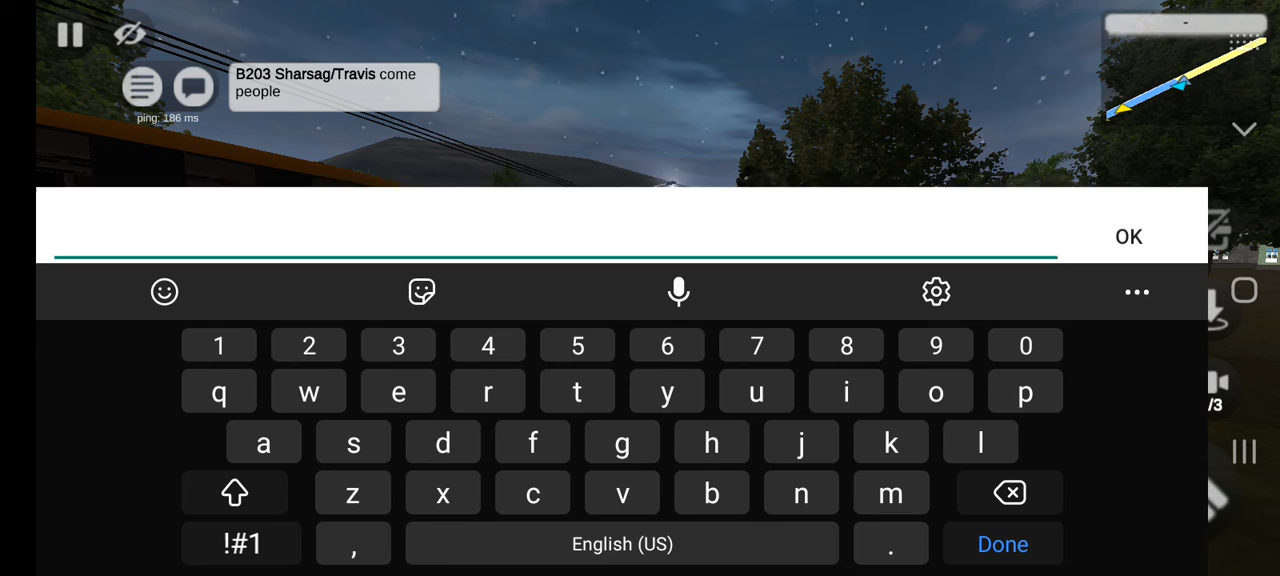 -
B203 Sharsag/Travis come
people
ping: 186 ms
OK
1 2 3 4 5 6 7 8 9 0
q w e r t y u i o p
a s d f g h j k l
z x c v b n m
!#1 , English (US) . Done
/3